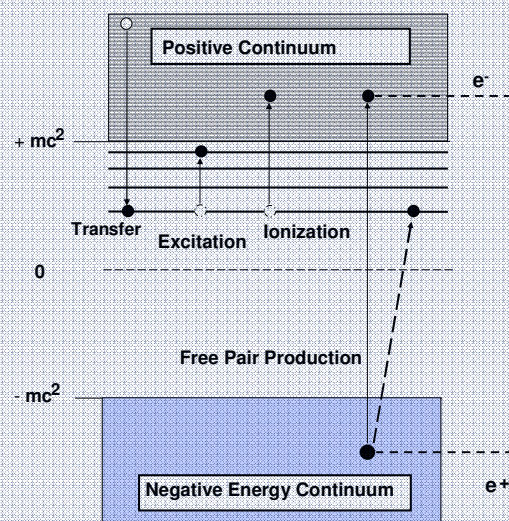 Positive Continuum
e-
+ mc2
Transfer
Excitation
Ionization
0
Free Pair Production
- mc2
Negative Energy Continuum
e+